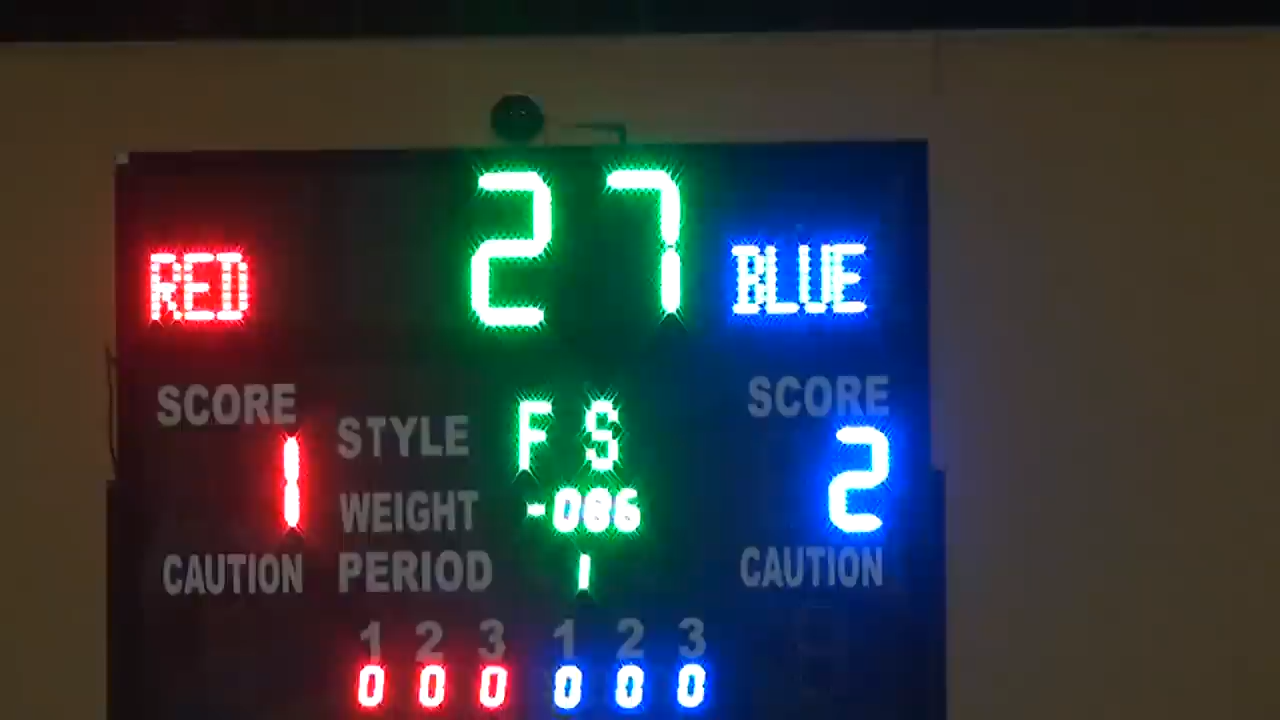 27
RED
BLUE
SCORE
SCORE
1
STYLE FS
2
WEIGHT -086
CAUTION
PERIOD 1
CAUTION
1 2 3 1 2 3
0 0 0 0 0 0